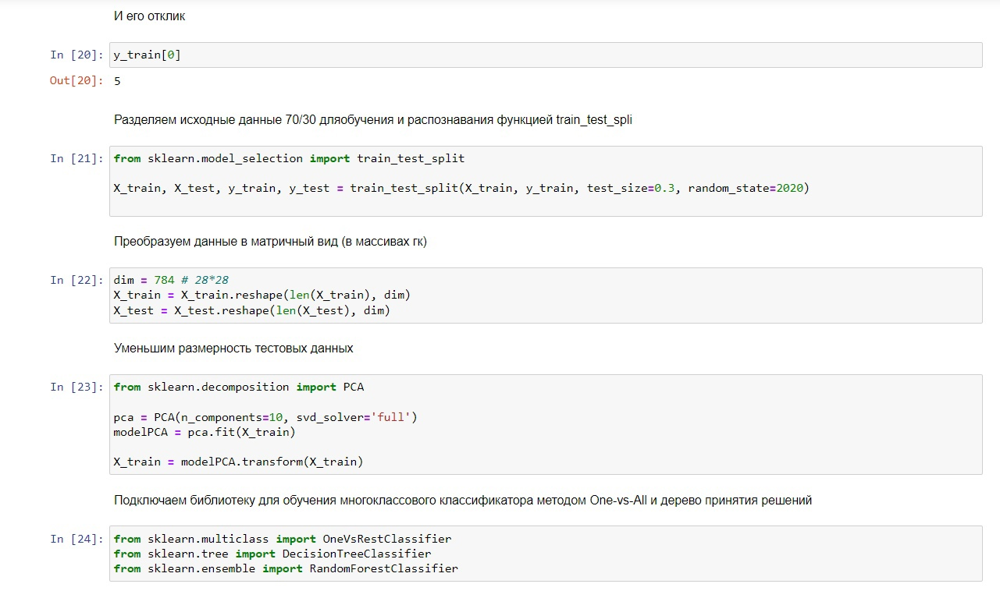 И его отклик
In [20]: y_train[0]
Out[20]: 5
Разделяем исходные данные 70/30 дляобучения и распознавания функцией train_test_spli
In [21]: from sklearn.model_selection import train_test_split
X_train, X_test, y_train, y_test = train_test_split(X_train, y_train, test_size=0.3, random_state=2020)
Преобразуем данные в матричный вид (в массивах гк)
In [22]: dim = 784 # 28*28
X_train = X_train.reshape(len(X_train), dim)
X_test = X_test.reshape(len(X_test), dim)
Уменьшим размерность тестовых данных
In [23]: from sklearn.decomposition import PCA
pca = PCA(n_components=10, svd_solver='full')
modelPCA = pca.fit(X_train)
X_train = modelPCA.transform(X_train)
Подключаем библиотеку для обучения многоклассового классификатора методом One-vs-All и дерево принятия решений
In [24]: from sklearn.multiclass import OneVsRestClassifier
from sklearn.tree import DecisionTreeClassifier
from sklearn.ensemble import RandomForestClassifier